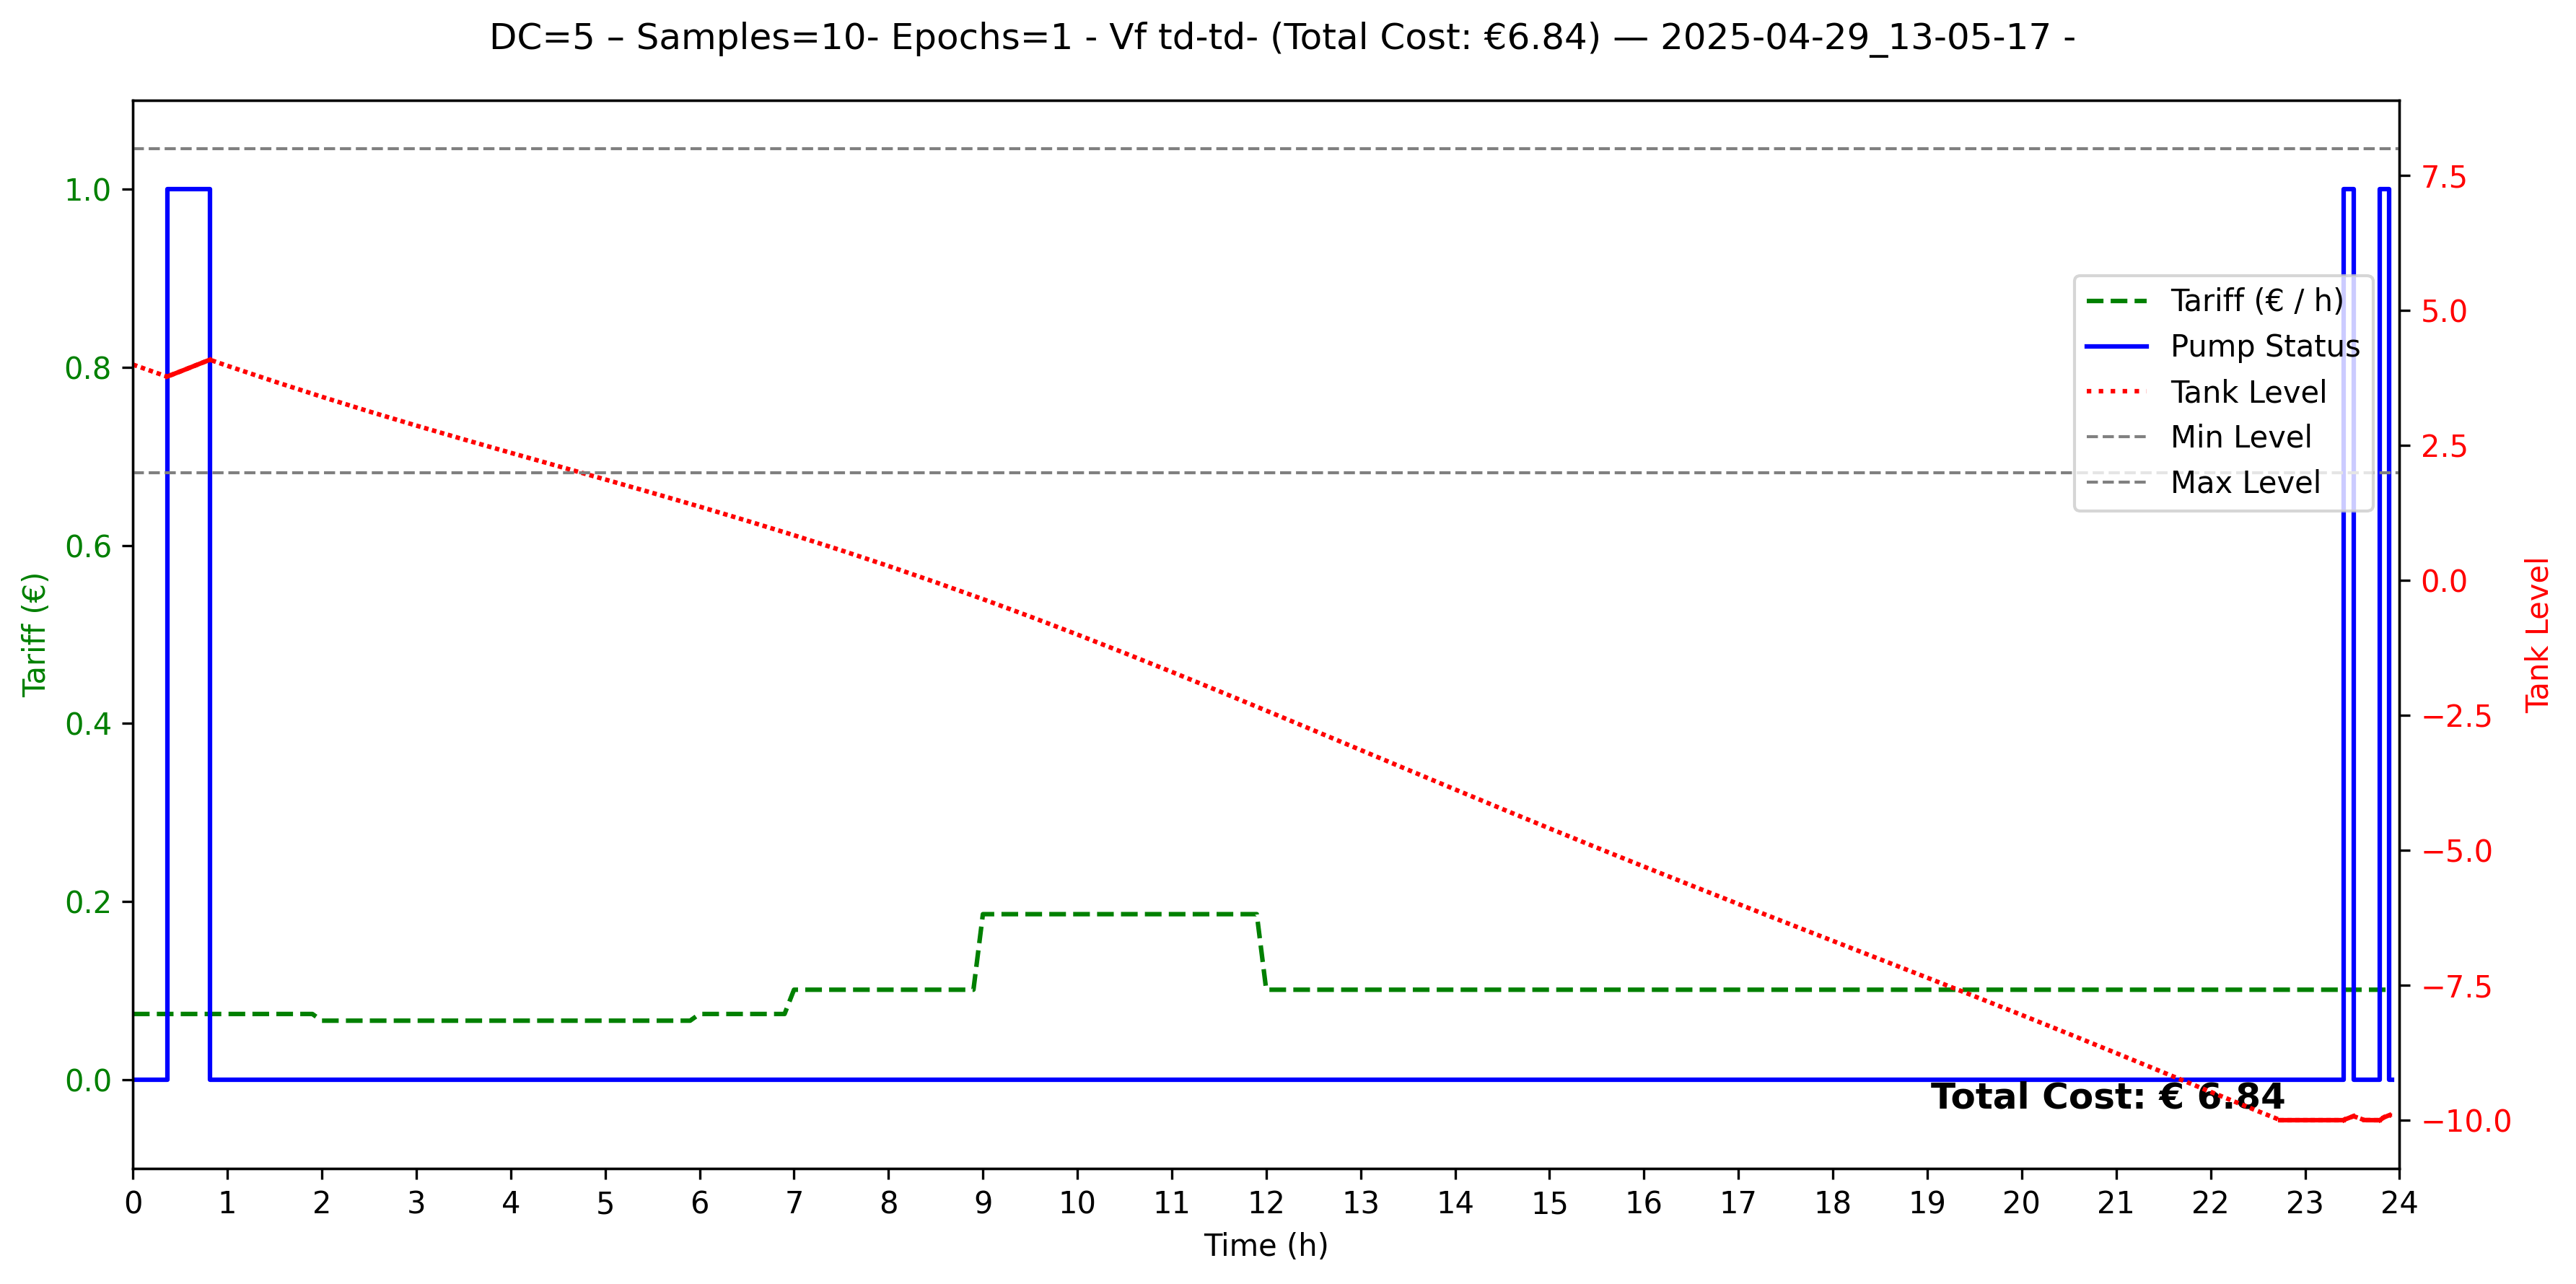 DC=5 – Samples=10- Epochs=1 - Vf td-td- (Total Cost: €6.84) — 2025-04-29_13-05-17 -
1.0
0.8
0.6
0.4
0.2
0.0
Tariff (€)
7.5
5.0
2.5
0.0
−2.5
−5.0
−7.5
−10.0
Tank Level
Tariff (€ / h)
Pump Status
Tank Level
Min Level
Max Level
Total Cost: € 6.84
0 1 2 3 4 5 6 7 8 9 10 11 12 13 14 15 16 17 18 19 20 21 22 23 24
Time (h)